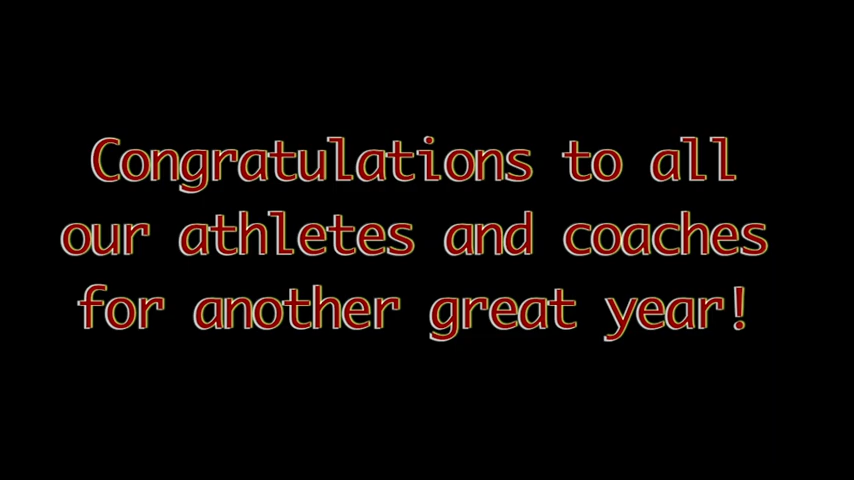 Congratulations to all
our athletes and coaches
for another great year!